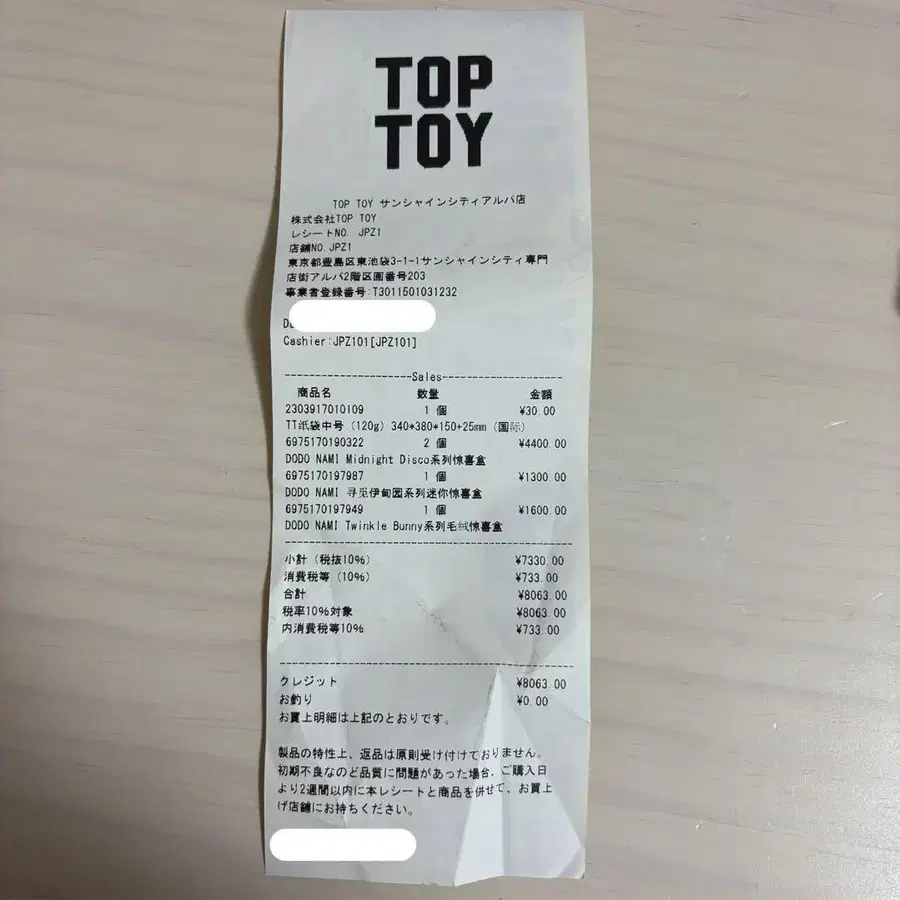 TOP
TOY
TOP TOY サンシャインシティアルパ店
株式会社TOP TOY
レシートNO. JPZ1
店舗NO.JPZ1
東京都豊島区東池袋3-1-1サンシャインシティ専門
店街アルパ2階区画番号203
事業者登録番号:T3011501031232
Cashier:JPZ101[JPZ101]
--------------------Sales--------------------
商品名 数量 金額
2303917010109 1 個 ¥30.00
TT纸袋中号 (120g) 340*380*150+25mm (国际)
6975170190322 2 個 ¥4400.00
DODO NAMI Midnight Disco系列惊喜盒
6975170197987 1 個 ¥1300.00
DODO NAMI 寻觅伊甸园系列迷你惊喜盒
6975170197949 1 個 ¥1600.00
DODO NAMI Twinkle Bunny系列毛绒惊喜盒
小計 (税抜10%) ¥7330.00
消費税等 (10%) ¥733.00
合計 ¥8063.00
税率10%対象 ¥8063.00
内消費税等10% ¥733.00
クレジット ¥8063.00
お釣り ¥0.00
お買上明細は上記のとおりです。
製品の特性上、返品は原則受け付けておりません。
初期不良なのど品質に問題があった場合、ご購入日
より2週間以内に本レシートと商品を併せて、お買上
げ店舗にお持ちください。